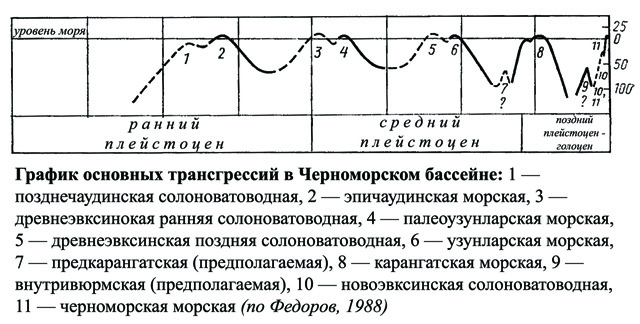 уровень моря
25
0
50
100
1
2
3
4
5
6
7
?
8
9
?
10
11
11
10,
ранний
плейстоцен
средний
плейстоцен
поздний
плейстоцен-
голоцен
График основных трансгрессий в Черноморском бассейне: 1 —
позднечаудинская солоноватоводная, 2 — эпичаудинская морская, 3 —
древнеэвксинокая ранняя солоноватоводная, 4 — палеоузунларская морская,
5 — древнеэвксинская поздняя солоноватоводная, 6 — узунларская морская,
7 — предкарангатская (предполагаемая), 8 — карангатская морская, 9 —
внутривюрмская (предполагаемая), 10 — новоэвксинская солоноватоводная,
11 — черноморская морская (по Федоров, 1988)